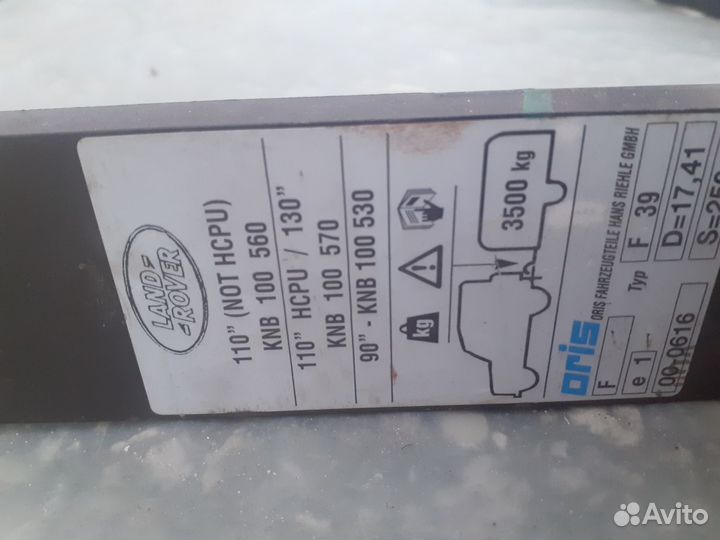 LAND
ROVER
110" (NOT HCPU)
KNB 100 560
110" HCPU / 130"
KNB 100 570
90" - KNB 100 530
kg
3500 kg
oris
ORIS FAHRZEUGTEILE HANS RIEHLE GMBH
F
Typ
F 39
e 1
D=17,41
00-0616
Avito